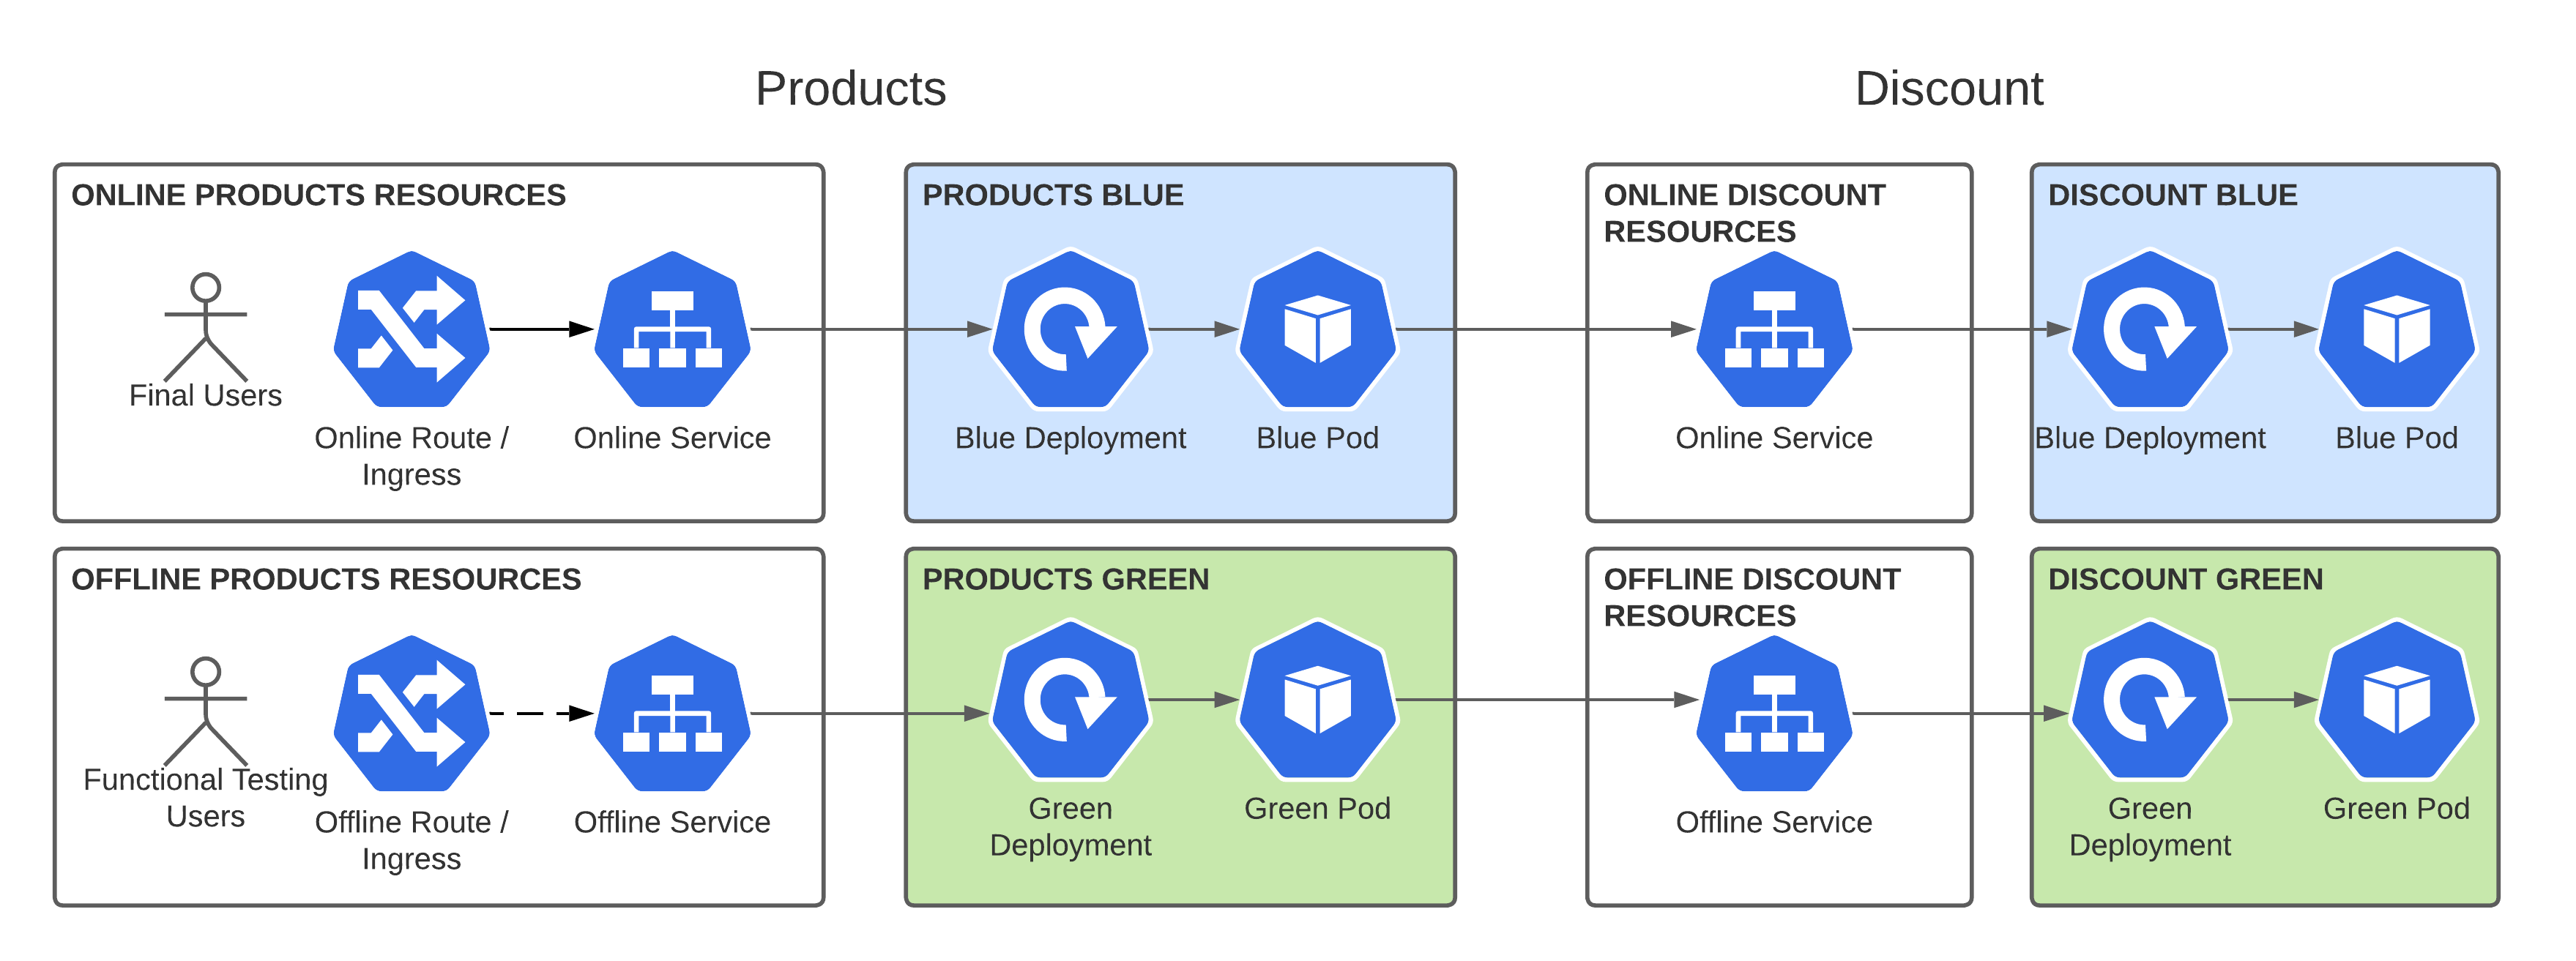 Products
Discount
ONLINE PRODUCTS RESOURCES
Final Users
Online Route /
Ingress
Online Service
PRODUCTS BLUE
Blue Deployment
Blue Pod
ONLINE DISCOUNT
RESOURCES
Online Service
DISCOUNT BLUE
Blue Deployment
Blue Pod
OFFLINE PRODUCTS RESOURCES
Functional Testing
Users
Offline Route /
Ingress
Offline Service
PRODUCTS GREEN
Green
Deployment
Green Pod
OFFLINE DISCOUNT
RESOURCES
Offline Service
DISCOUNT GREEN
Green
Deployment
Green Pod